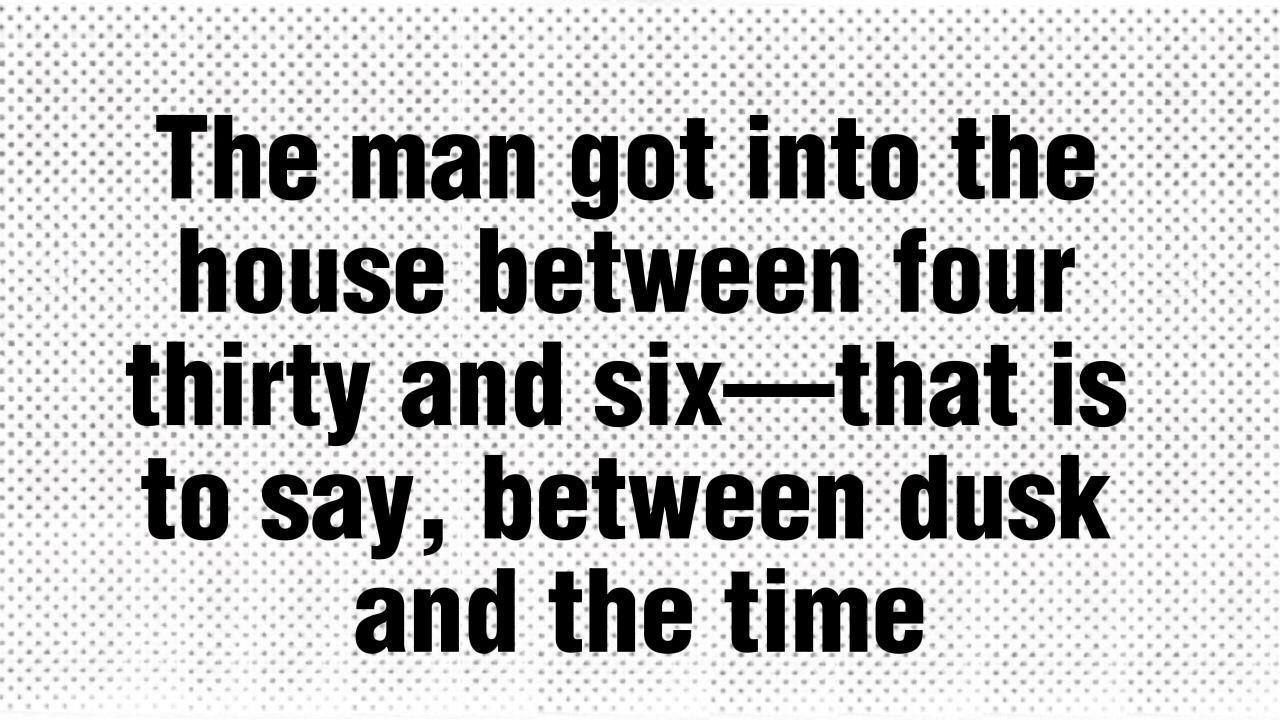 The man got into the
house between four
thirty and six—that is
to say, between dusk
and the time